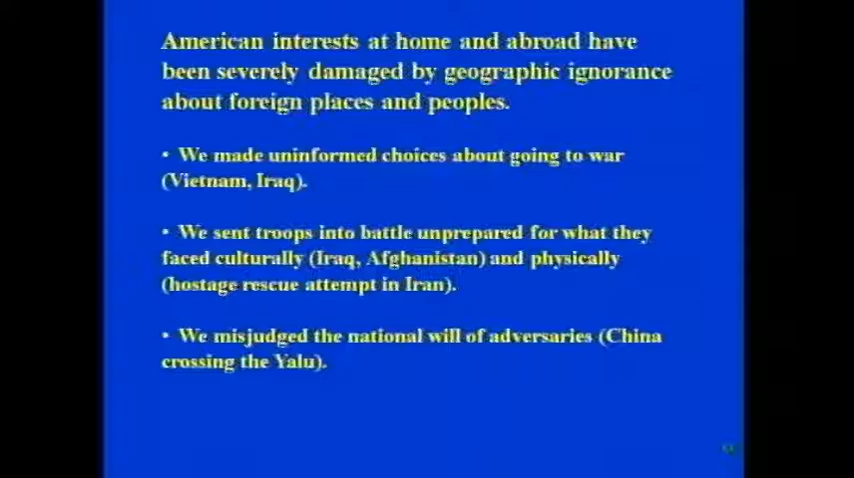 American interests at home and abroad have
been severely damaged by geographic ignorance
about foreign places and peoples.
• We made uninformed choices about going to war
(Vietnam, Iraq).
• We sent troops into battle unprepared for what they
faced culturally (Iraq, Afghanistan) and physically
(hostage rescue attempt in Iran).
• We misjudged the national will of adversaries (China
crossing the Yalu).